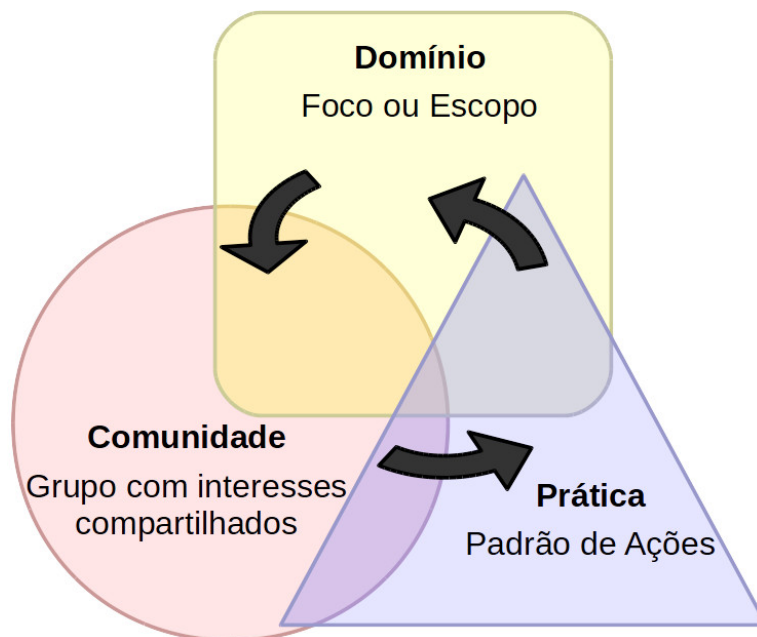 Domínio
Foco ou Escopo
Comunidade
Grupo com interesses
compartilhados
Prática
Padrão de Ações